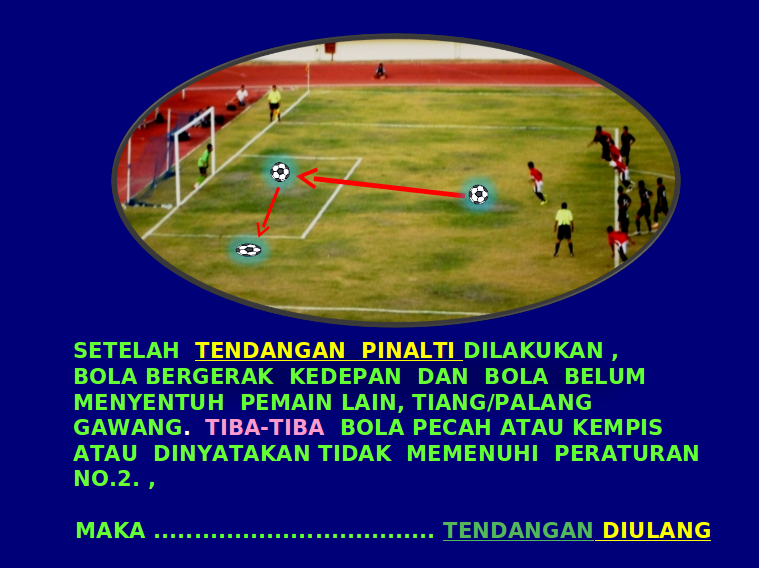 SETELAH TENDANGAN PINALTI DILAKUKAN ,
BOLA BERGERAK KEDEPAN DAN BOLA BELUM
MENYENTUH PEMAIN LAIN, TIANG/PALANG
GAWANG. TIBA-TIBA BOLA PECAH ATAU KEMPIS
ATAU DINYATAKAN TIDAK MEMENUHI PERATURAN
NO.2. ,
MAKA .................................. TENDANGAN DIULANG